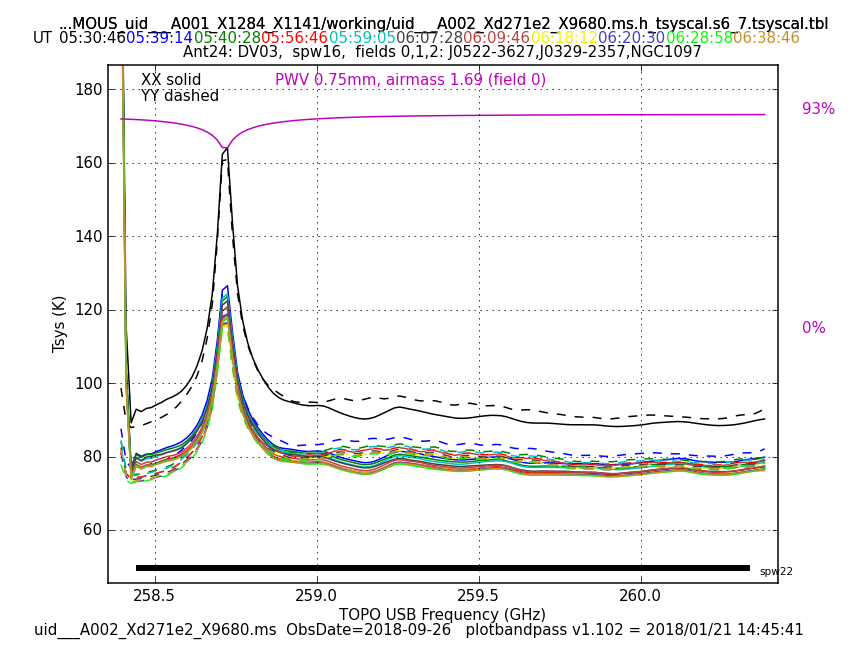 ...MOUS_uid___A001_X1284_X1141/working/uid___A002_Xd271e2_X9680.ms.h_tsyscal.s6_7.tsyscal.tbl
UT 05:30:46 05:39:14 05:40:28 05:56:46 05:59:05 06:07:28 06:09:46 06:18:12 06:20:30 06:28:58 06:38:46
Ant24: DV03, spw16, fields 0,1,2: J0522-3627,J0329-2357,NGC1097
XX solid
YY dashed
PWV 0.75mm, airmass 1.69 (field 0)
93%
0%
Tsys (K)
180
160
140
120
100
80
60
spw22
258.5 259.0 259.5 260.0
TOPO USB Frequency (GHz)
uid___A002_Xd271e2_X9680.ms ObsDate=2018-09-26 plotbandpass v1.102 = 2018/01/21 14:45:41